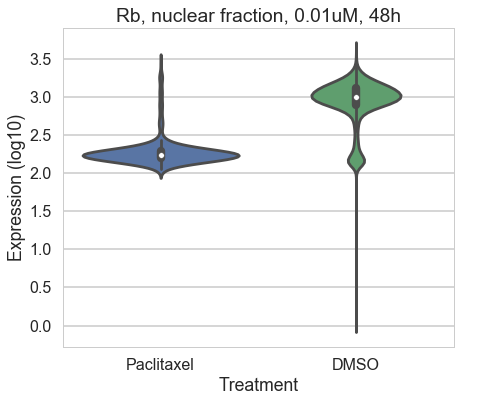 Rb, nuclear fraction, 0.01uM, 48h
Expression (log10)
3.5
3.0
2.5
2.0
1.5
1.0
0.5
0.0
Paclitaxel DMSO
Treatment